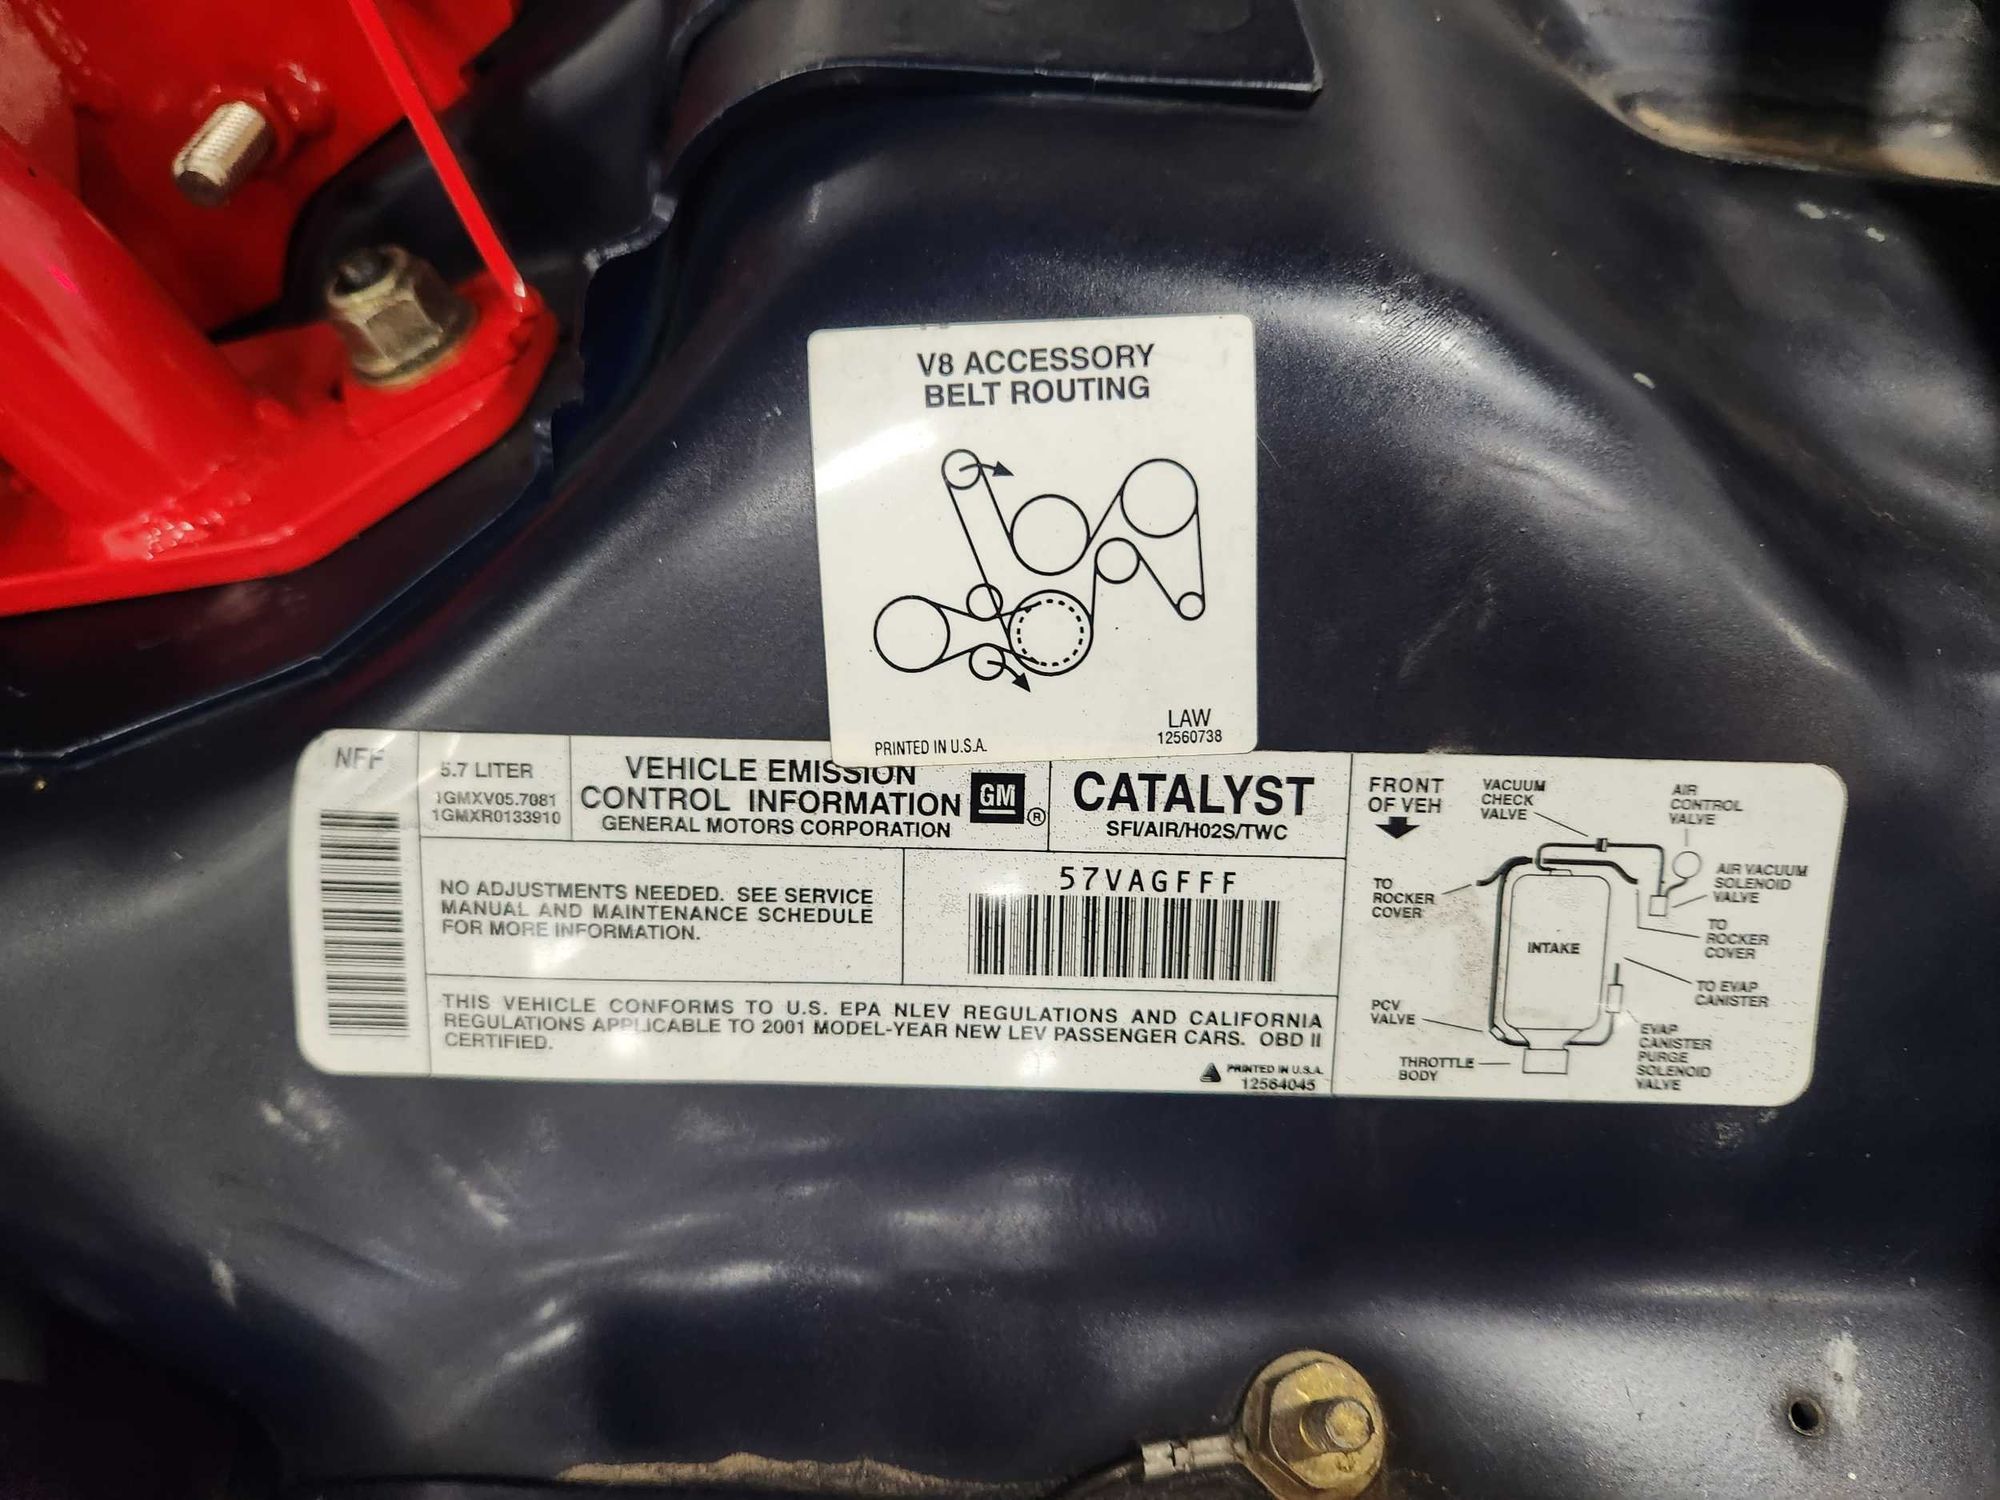 V8 ACCESSORY
BELT ROUTING
LAW
PRINTED IN U.S.A.
12560738
NFF
5.7 LITER
1GMXV05.7081
1GMXR0133910
VEHICLE EMISSION
CONTROL INFORMATION
GENERAL MOTORS CORPORATION
GM
®
CATALYST
SFI/AIR/H02S/TWC
NO ADJUSTMENTS NEEDED. SEE SERVICE
MANUAL AND MAINTENANCE SCHEDULE
FOR MORE INFORMATION.
57VAGFFF
THIS VEHICLE CONFORMS TO U.S. EPA NLEV REGULATIONS AND CALIFORNIA
REGULATIONS APPLICABLE TO 2001 MODEL-YEAR NEW LEV PASSENGER CARS. OBD II
CERTIFIED.
PRINTED IN U.S.A.
12564045
FRONT
OF VEH
VACUUM
CHECK
VALVE
AIR
CONTROL
VALVE
AIR VACUUM
SOLENOID
VALVE
TO
ROCKER
COVER
TO
ROCKER
COVER
INTAKE
TO EVAP
CANISTER
PCV
VALVE
THROTTLE
BODY
EVAP
CANISTER
PURGE
SOLENOID
VALVE